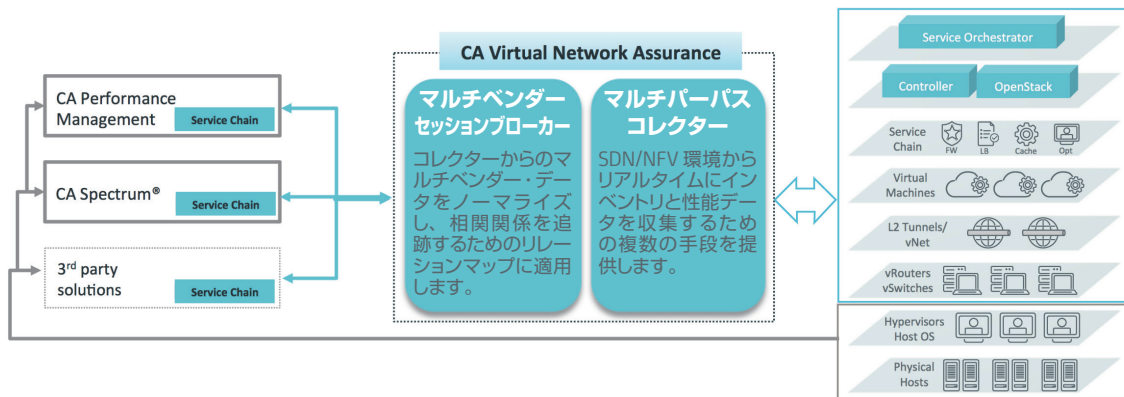 CA Performance
Management
Service Chain
CA Spectrum®
Service Chain
3rd party
solutions
Service Chain
CA Virtual Network Assurance
マルチベンダー
セッションブローカー
コレクターからのマ
ルチベンダー・デー
タをノーマライズ
し、相関関係を追
跡するためのリレー
ションマップに適用
します。
マルチパーパス
コレクター
SDN/NFV 環境から
リアルタイムにイン
ベントリと性能デー
タを収集するため
の複数の手段を提
供します。
Service Orchestrator
Controller
OpenStack
Service
Chain
FW
LB
Cache
Opt
Virtual
Machines
L2 Tunnels/
vNet
vRouters
vSwitches
Hypervisors
Host OS
Physical
Hosts